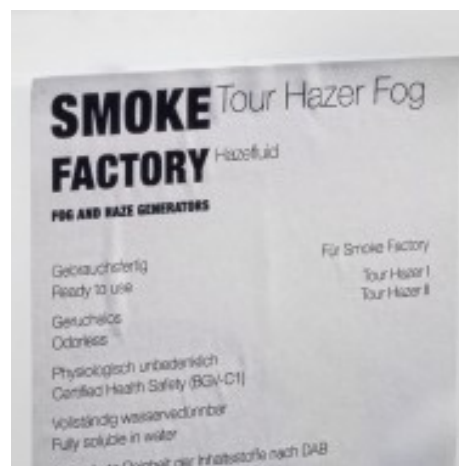 SMOKE Tour Hazer Fog
FACTORY Hazefluid
FOG AND HAZE GENERATORS
Für Smoke Factory
Gebrauchsfertig
Tour Hazer I
Ready to use
Tour Hazer II
Geruchslos
Odorless
Physiologisch unbedenklich
Certified Health Safety (BGV-C1)
Vollständig wasserverdünnbar
Fully soluble in water
Reinheit der Inhaltsstoffe nach DAB